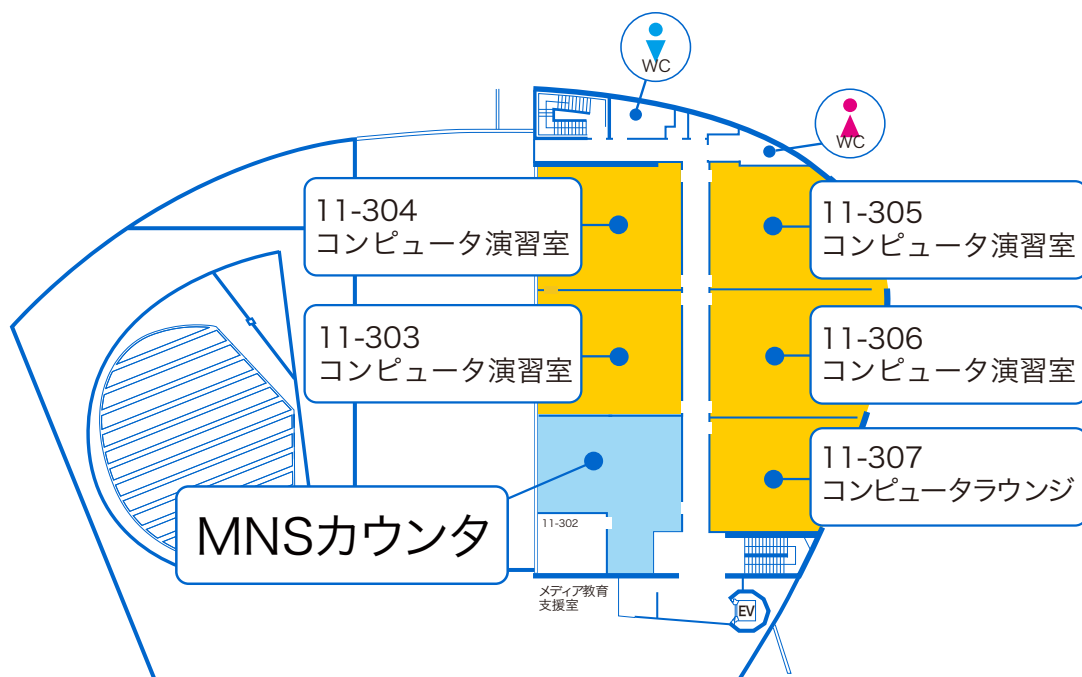 WC
WC
11-304
コンピュータ演習室
11-305
コンピュータ演習室
11-303
コンピュータ演習室
11-306
コンピュータ演習室
11-307
コンピュータラウンジ
MNSカウンタ
11-302
メディア教育
支援室
EV